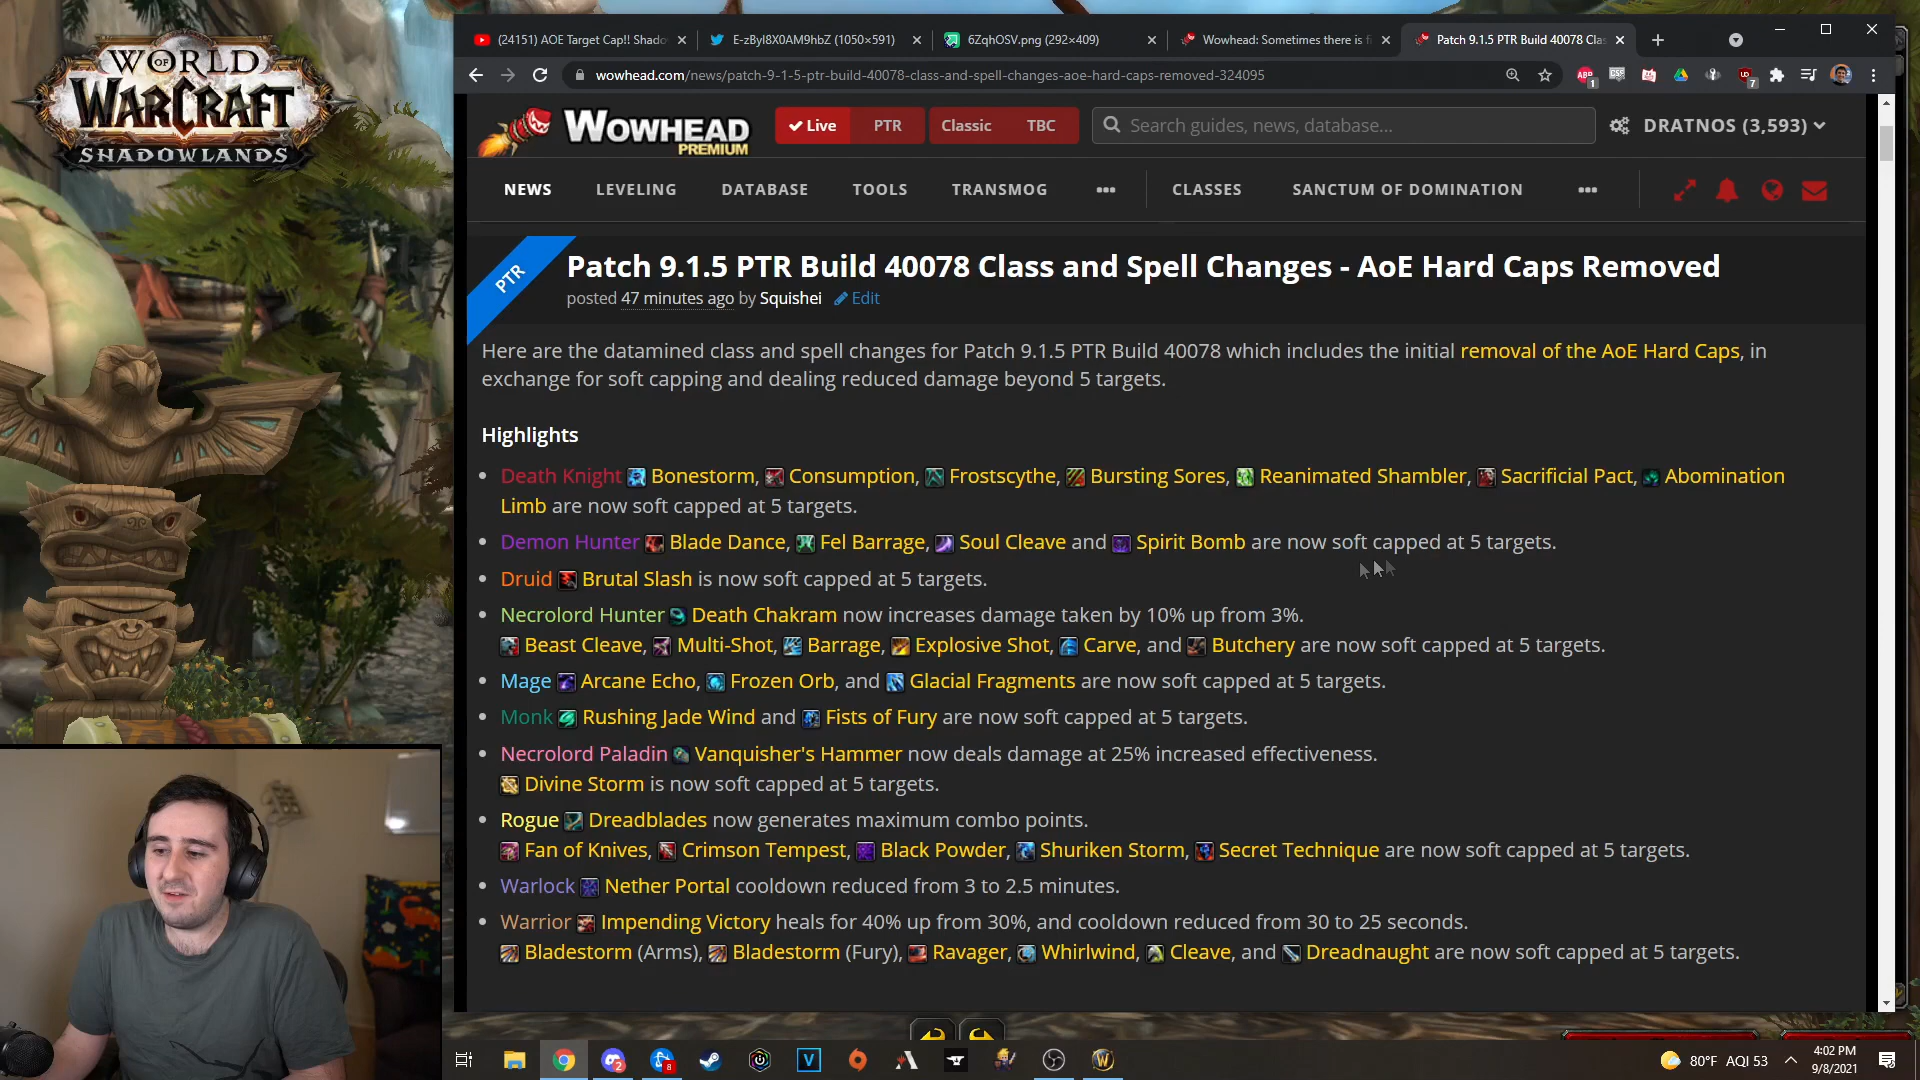 WORLD OF WARCRAFT
SHADOWLANDS
(24151) AOE Target Cap!! Shado
E-zByI8X0AM9hbZ (1050×591)
6ZqhOSV.png (292×409)
Wowhead: Sometimes there is f
Patch 9.1.5 PTR Build 40078 Clas
wowhead.com/news/patch-9-1-5-ptr-build-40078-class-and-spell-changes-aoe-hard-caps-removed-324095
WOWHEAD
PREMIUM
Live PTR Classic TBC
Search guides, news, database...
DRATNOS (3,593)
NEWS LEVELING DATABASE TOOLS TRANSMOG ••• CLASSES SANCTUM OF DOMINATION •••
PTR
Patch 9.1.5 PTR Build 40078 Class and Spell Changes - AoE Hard Caps Removed
posted 47 minutes ago by Squishei Edit
Here are the datamined class and spell changes for Patch 9.1.5 PTR Build 40078 which includes the initial removal of the AoE Hard Caps, in
exchange for soft capping and dealing reduced damage beyond 5 targets.
Highlights
• Death Knight Bonestorm, Consumption, Frostscythe, Bursting Sores, Reanimated Shambler, Sacrificial Pact, Abomination
Limb are now soft capped at 5 targets.
• Demon Hunter Blade Dance, Fel Barrage, Soul Cleave and Spirit Bomb are now soft capped at 5 targets.
• Druid Brutal Slash is now soft capped at 5 targets.
• Necrolord Hunter Death Chakram now increases damage taken by 10% up from 3%.
Beast Cleave, Multi-Shot, Barrage, Explosive Shot, Carve, and Butchery are now soft capped at 5 targets.
• Mage Arcane Echo, Frozen Orb, and Glacial Fragments are now soft capped at 5 targets.
• Monk Rushing Jade Wind and Fists of Fury are now soft capped at 5 targets.
• Necrolord Paladin Vanquisher's Hammer now deals damage at 25% increased effectiveness.
Divine Storm is now soft capped at 5 targets.
• Rogue Dreadblades now generates maximum combo points.
Fan of Knives, Crimson Tempest, Black Powder, Shuriken Storm, Secret Technique are now soft capped at 5 targets.
• Warlock Nether Portal cooldown reduced from 3 to 2.5 minutes.
• Warrior Impending Victory heals for 40% up from 30%, and cooldown reduced from 30 to 25 seconds.
Bladestorm (Arms), Bladestorm (Fury), Ravager, Whirlwind, Cleave, and Dreadnaught are now soft capped at 5 targets.
80°F AQI 53
4:02 PM
9/8/2021